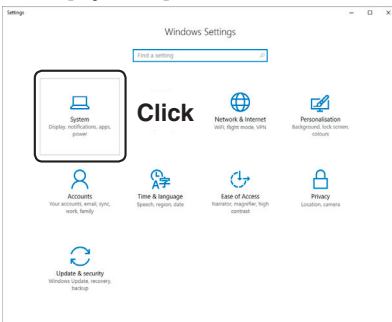 Settings
Windows Settings
Find a setting
System
Display, notifications, apps,
power
Click
Network & Internet
WiFi, flight mode, VPN
Personalisation
Background, lock screen,
colours
Accounts
Your accounts, email, sync,
work, family
Time & language
Speech, region, date
Ease of Access
Narrator, magnifier, high
contrast
Privacy
Location, camera
Update & security
Windows Update, recovery,
backup